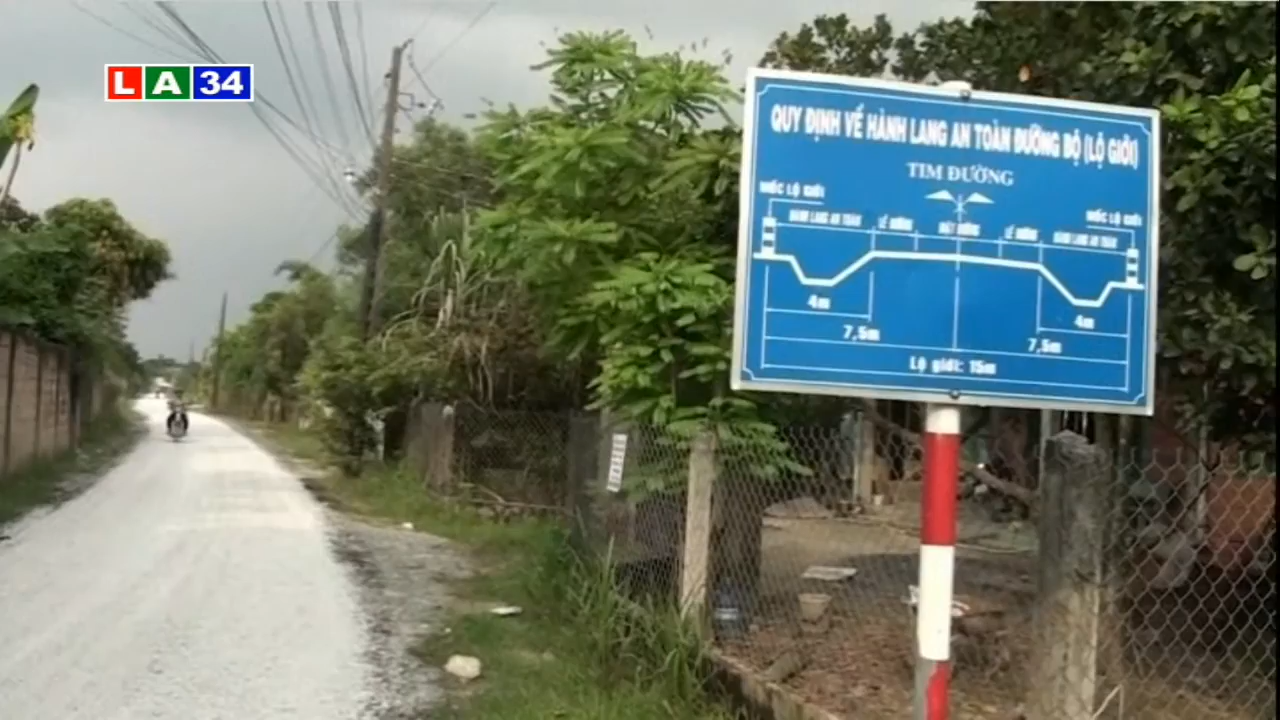 LA34
QUY ĐỊNH VỀ HÀNH LANG AN TOÀN ĐƯỜNG BỘ (LỘ GIỚI)
TIM ĐƯỜNG
MỐC LỘ GIỚI
MỐC LỘ GIỚI
HÀNH LANG AN TOÀN LỀ ĐƯỜNG MẶT ĐƯỜNG LỀ ĐƯỜNG HÀNH LANG AN TOÀN
4m
4m
7,5m
7,5m
Lộ giới: 15m